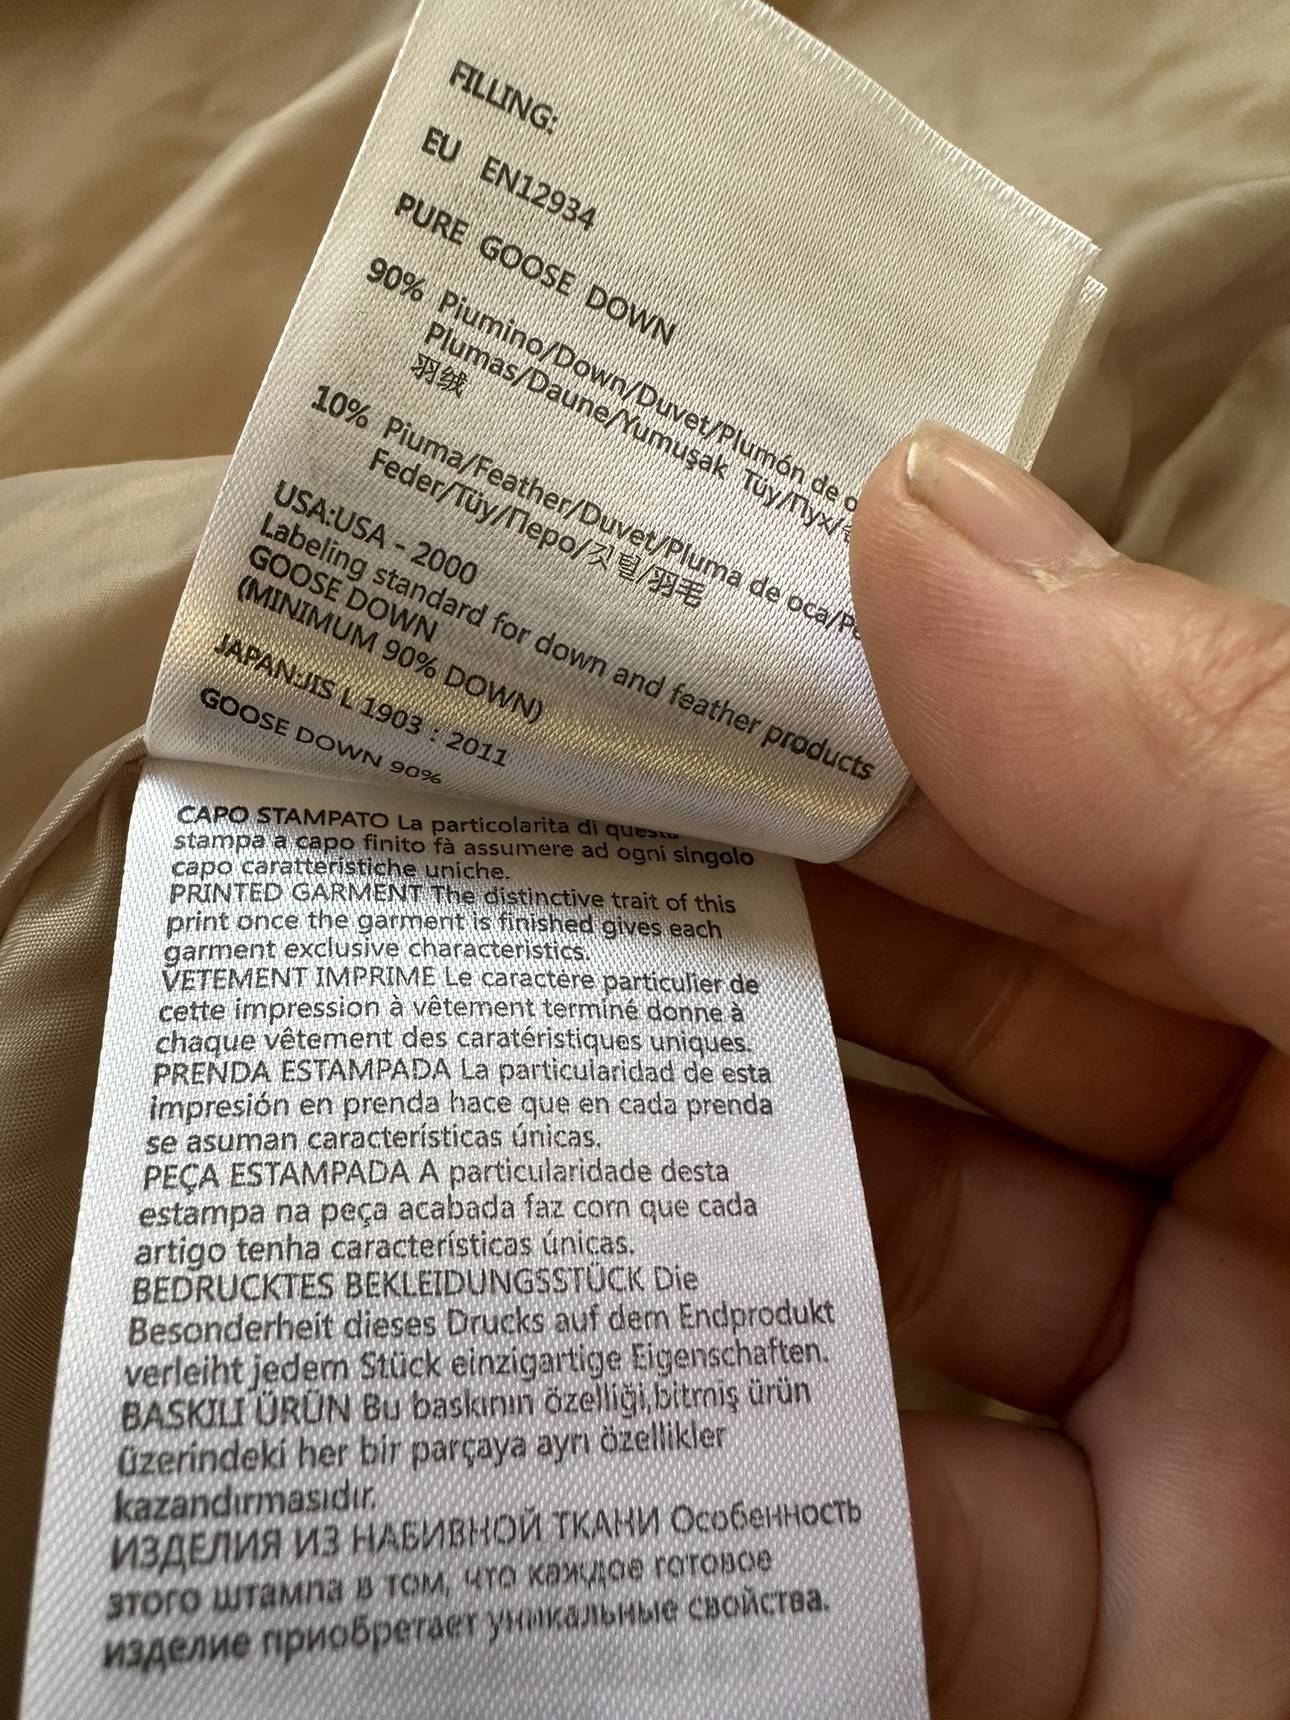 FILLING:
EU EN12934
PURE GOOSE DOWN
90% Piumino/Down/Duvet/Plumón de
Plumas/Daune/Yumuşak Tüy/Пух/
羽绒
10% Piuma/Feather/Duvet/Pluma de oca/
Feder/Tüy/Перо/깃털/羽毛
USA:USA - 2000
Labeling standard for down and feather products
GOOSE DOWN
(MINIMUM 90% DOWN)
JAPAN:JIS L 1903 : 2011
GOOSE DOWN 90%
CAPO STAMPATO La particolarita di questa
stampa a capo finito fà assumere ad ogni singolo
capo caratteristiche uniche.
PRINTED GARMENT The distinctive trait of this
print once the garment is finished gives each
garment exclusive characteristics.
VETEMENT IMPRIME Le caractére particulier de
cette impression à vêtement terminé donne à
chaque vêtement des caratéristiques uniques.
PRENDA ESTAMPADA La particularidad de esta
impresión en prenda hace que en cada prenda
se asuman características únicas.
PEÇA ESTAMPADA A particularidade desta
estampa na peça acabada faz com que cada
artigo tenha características únicas.
BEDRUCKTES BEKLEIDUNGSSTÜCK Die
Besonderheit dieses Drucks auf dem Endprodukt
verleiht jedem Stück einzigartige Eigenschaften.
BASKILI ÜRÜN Bu baskının özelliği,bitmiş ürün
üzerindeki her bir parçaya ayrı özellikler
kazandırmasıdır.
ИЗДЕЛИЯ ИЗ НАБИВНОЙ ТКАНИ Особенность
этого штампа в том, что каждое готовое
изделие приобретает уникальные свойства.